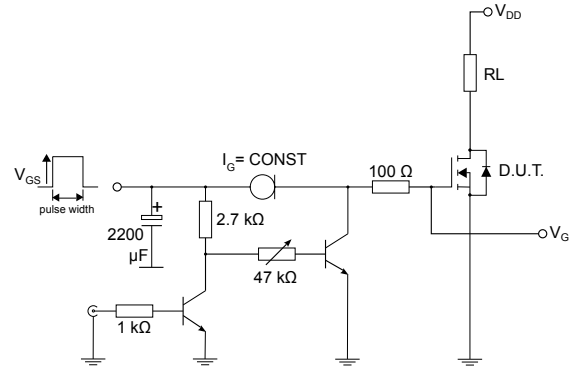 VDD
RL
IG= CONST
100 Ω
VGS
D.U.T.
pulse width
+
2.7 kΩ
2200
μF
VG
47 kΩ
1 kΩ